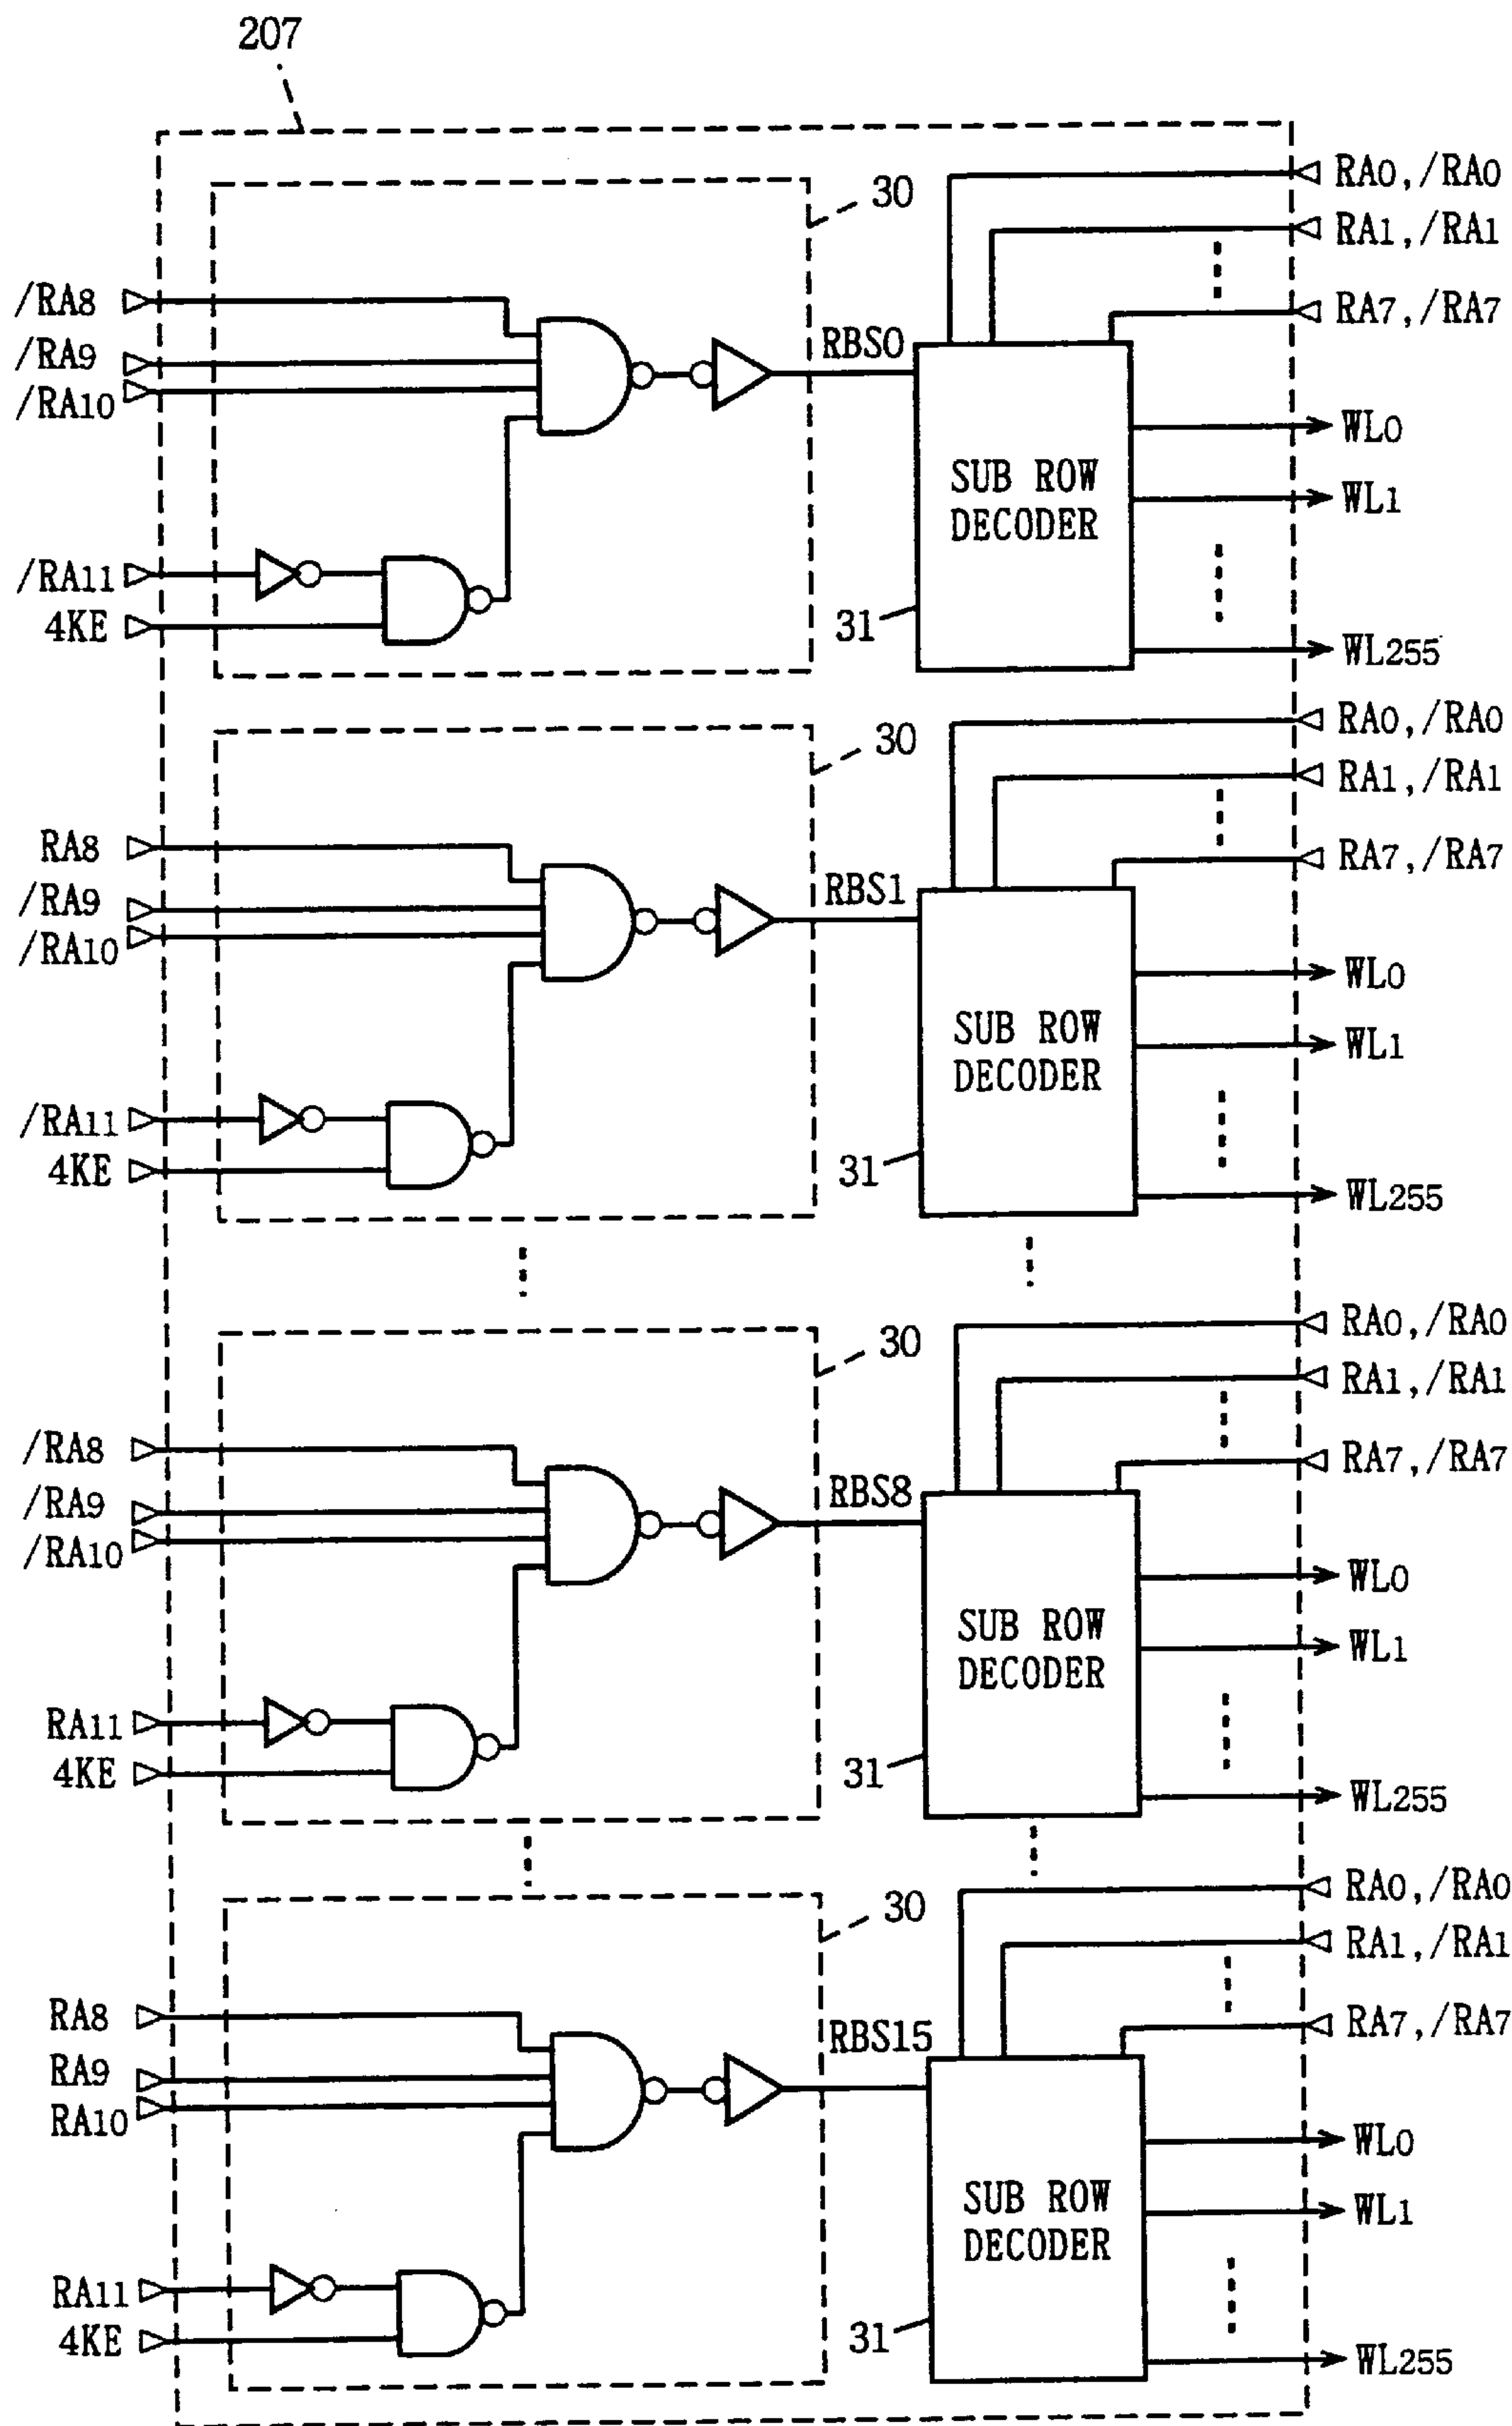 207
30
RA0,/RA0
RA1,/RA1
RA7,/RA7
/RA8
/RA9
/RA10
RBS0
WL0
WL1
SUB ROW
DECODER
/RA11
4KE
31
WL255
30
RA0,/RA0
RA1,/RA1
RA7,/RA7
RA8
/RA9
/RA10
RBS1
WL0
WL1
SUB ROW
DECODER
/RA11
4KE
31
WL255
30
RA0,/RA0
RA1,/RA1
RA7,/RA7
/RA8
/RA9
/RA10
RBS8
WL0
WL1
SUB ROW
DECODER
RA11
4KE
31
WL255
30
RA0,/RA0
RA1,/RA1
RA7,/RA7
RA8
RA9
RA10
RBS15
WL0
WL1
SUB ROW
DECODER
RA11
4KE
31
WL255